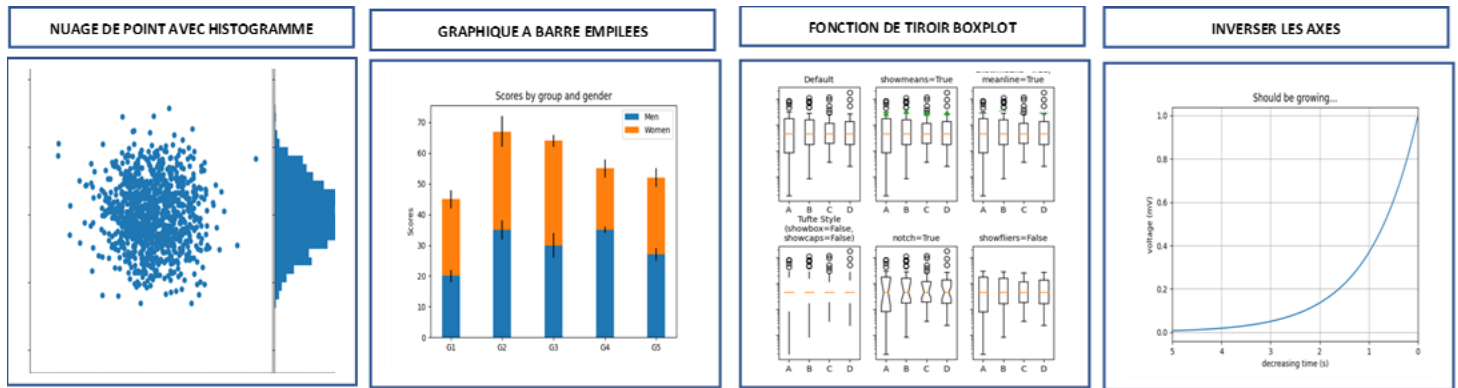 NUAGE DE POINT AVEC HISTOGRAMME
GRAPHIQUE A BARRE EMPILEES
Scores by group and gender
Men
Women
Scores
70
60
50
40
30
20
10
0
G1 G2 G3 G4 G5
FONCTION DE TIROIR BOXPLOT
Default
showmeans=True
meanline=True
A B C D
A B C D
A B C D
Tufte Style
(showbox=False,
showcaps=False)
notch=True
showfliers=False
A B C D
A B C D
A B C D
INVERSER LES AXES
Should be growing...
voltage (mV)
1.0
0.8
0.6
0.4
0.2
0.0
5 4 3 2 1 0
decreasing time (s)